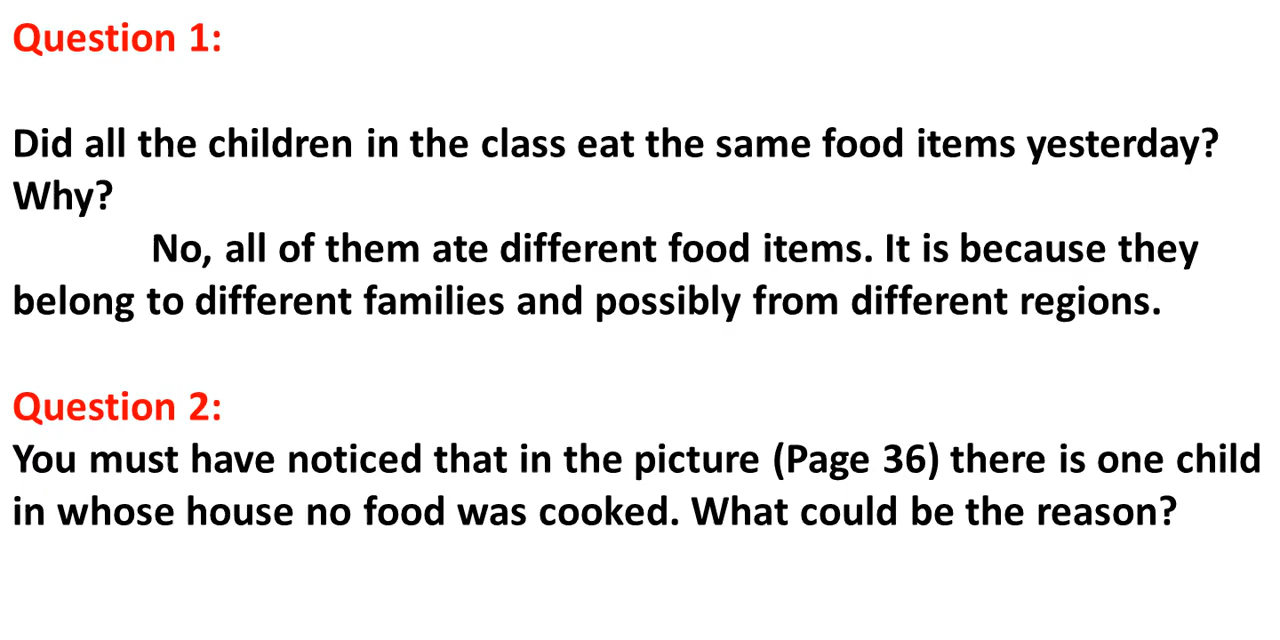 Question 1:
Did all the children in the class eat the same food items yesterday?
Why?
No, all of them ate different food items. It is because they
belong to different families and possibly from different regions.
Question 2:
You must have noticed that in the picture (Page 36) there is one child
in whose house no food was cooked. What could be the reason?